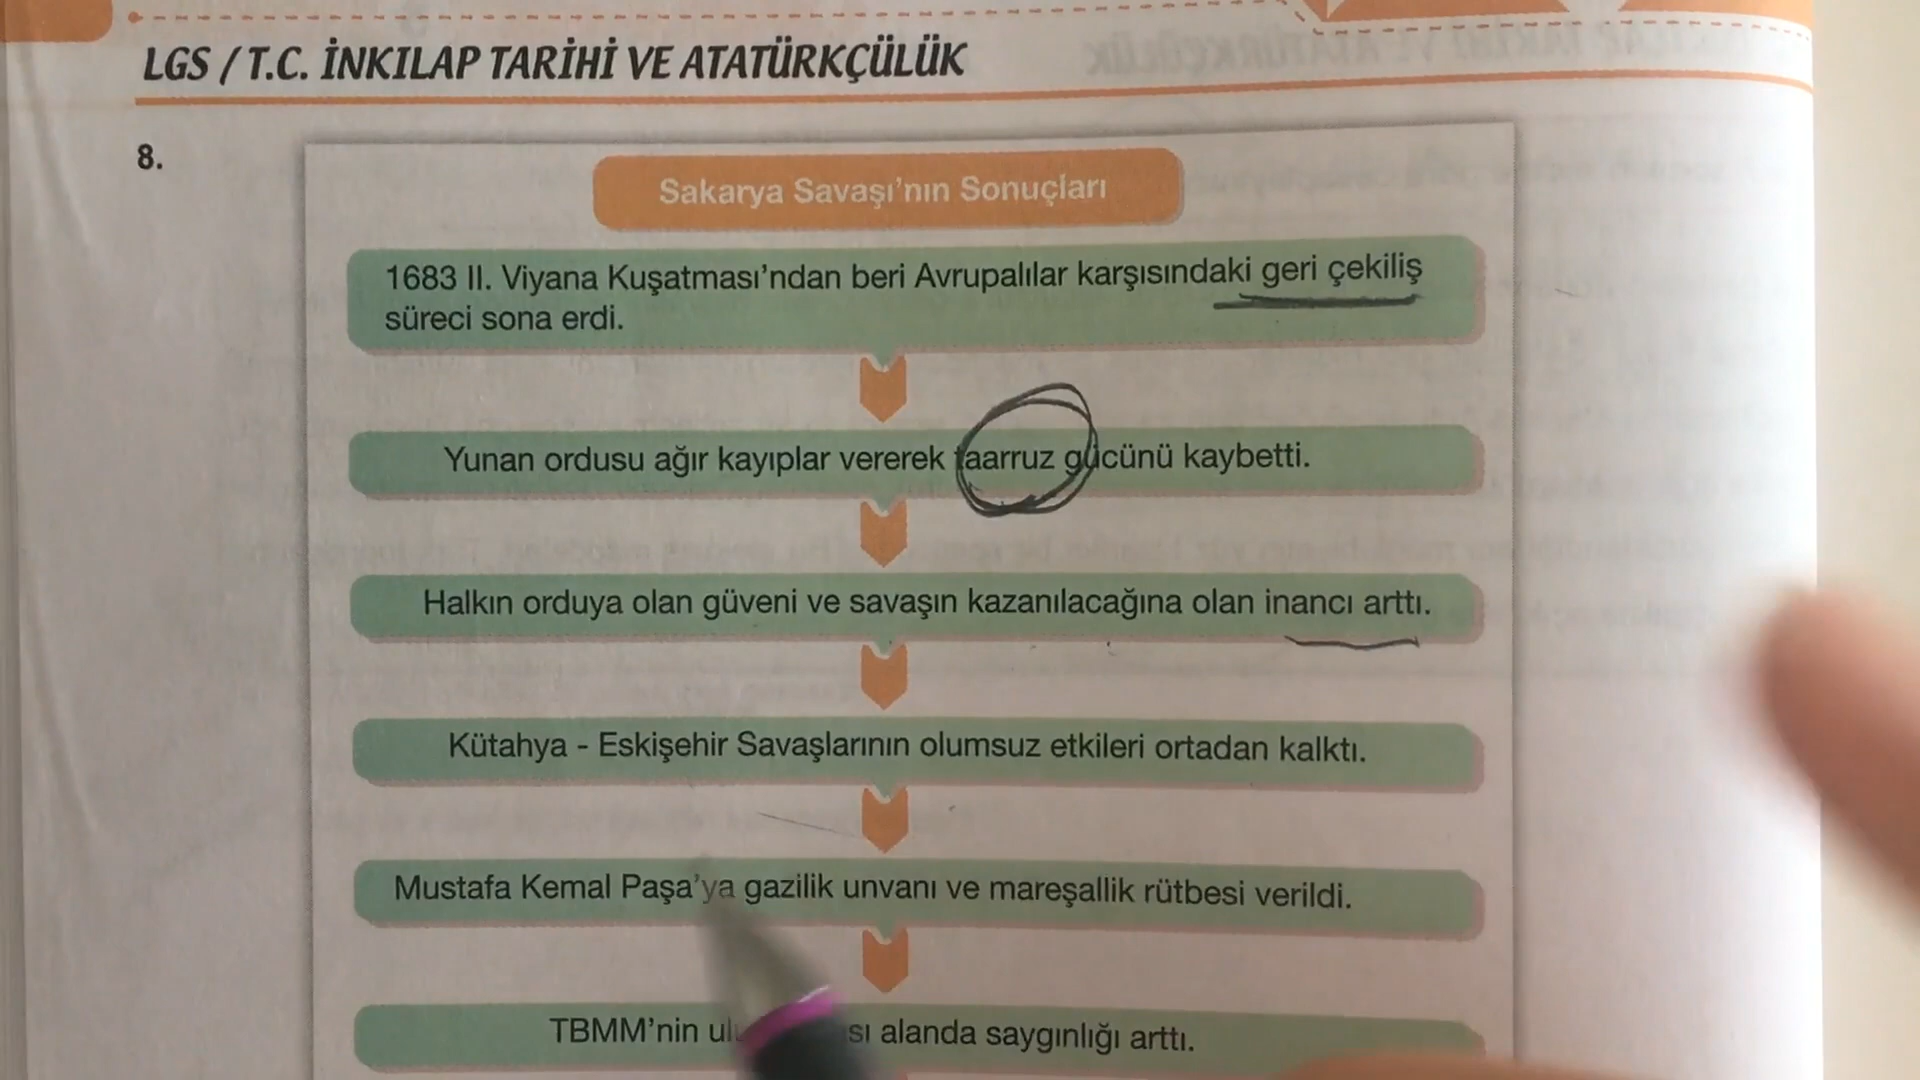 LGS / T.C. İNKILAP TARİHİ VE ATATÜRKÇÜLÜK
8.
Sakarya Savaşı'nın Sonuçları
1683 II. Viyana Kuşatması'ndan beri Avrupalılar karşısındaki geri çekiliş
süreci sona erdi.
Yunan ordusu ağır kayıplar vererek taarruz gücünü kaybetti.
Halkın orduya olan güveni ve savaşın kazanılacağına olan inancı arttı.
Kütahya - Eskişehir Savaşlarının olumsuz etkileri ortadan kalktı.
Mustafa Kemal Paşa'ya gazilik unvanı ve mareşallik rütbesi verildi.
TBMM'nin alanda saygınlığı arttı.